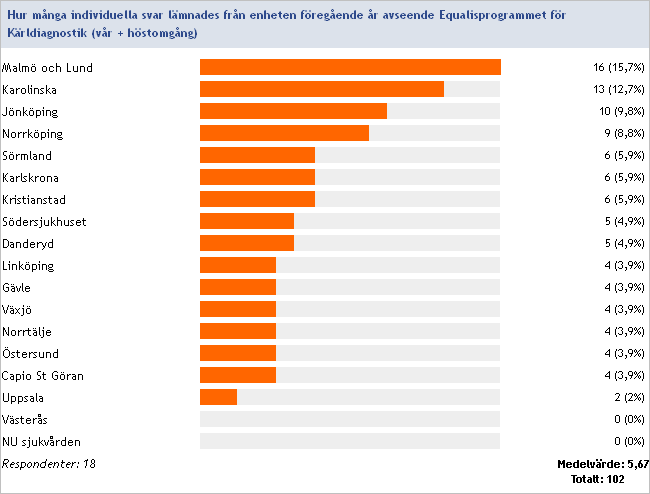 Hur många individuella svar lämnades från enheten föregående år avseende Equalisprogrammet för
Kärldiagnostik (vår + höstomgång)
Malmö och Lund 16 (15,7%)
Karolinska 13 (12,7%)
Jönköping 10 (9,8%)
Norrköping 9 (8,8%)
Sörmland 6 (5,9%)
Karlskrona 6 (5,9%)
Kristianstad 6 (5,9%)
Södersjukhuset 5 (4,9%)
Danderyd 5 (4,9%)
Linköping 4 (3,9%)
Gävle 4 (3,9%)
Växjö 4 (3,9%)
Norrtälje 4 (3,9%)
Östersund 4 (3,9%)
Capio St Göran 4 (3,9%)
Uppsala 2 (2%)
Västerås 0 (0%)
NU sjukvården 0 (0%)
Respondenter: 18 Medelvärde: 5,67
Totalt: 102